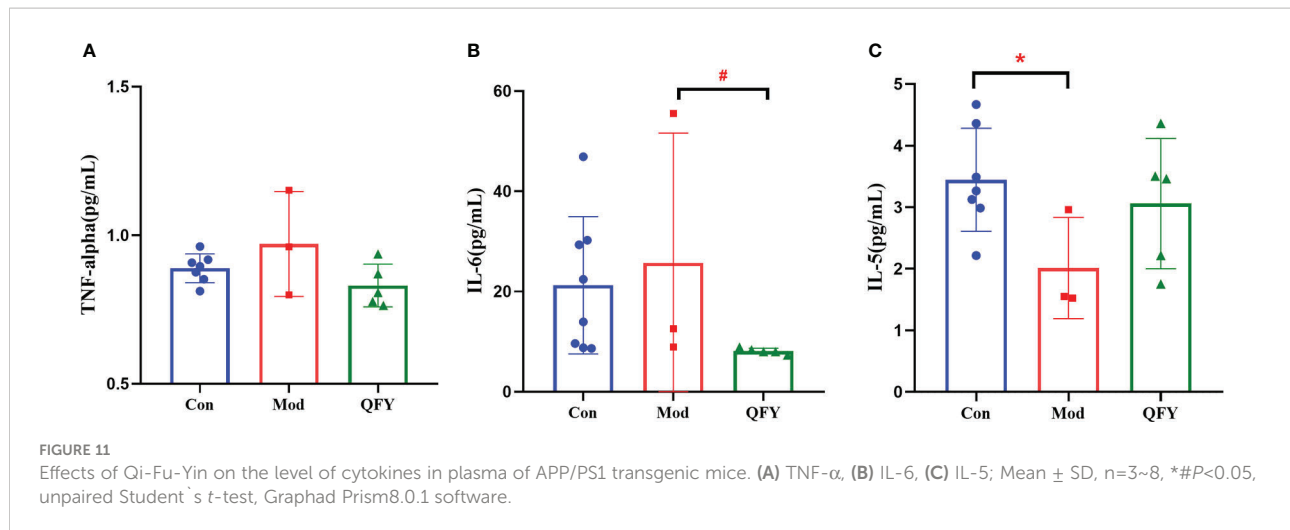 A
B
C
TNF-alpha(pg/mL)
1.5
1.0
0.5
Con
Mod
QFY
IL-6(pg/mL)
60
40
20
0
#
Con
Mod
QFY
IL-5(pg/mL)
5
4
3
2
1
0
*
Con
Mod
QFY
FIGURE 11
Effects of Qi-Fu-Yin on the level of cytokines in plasma of APP/PS1 transgenic mice. (A) TNF-α, (B) IL-6, (C) IL-5; Mean ± SD, n=3~8, *#P<0.05,
unpaired Student`s t-test, Graphad Prism8.0.1 software.